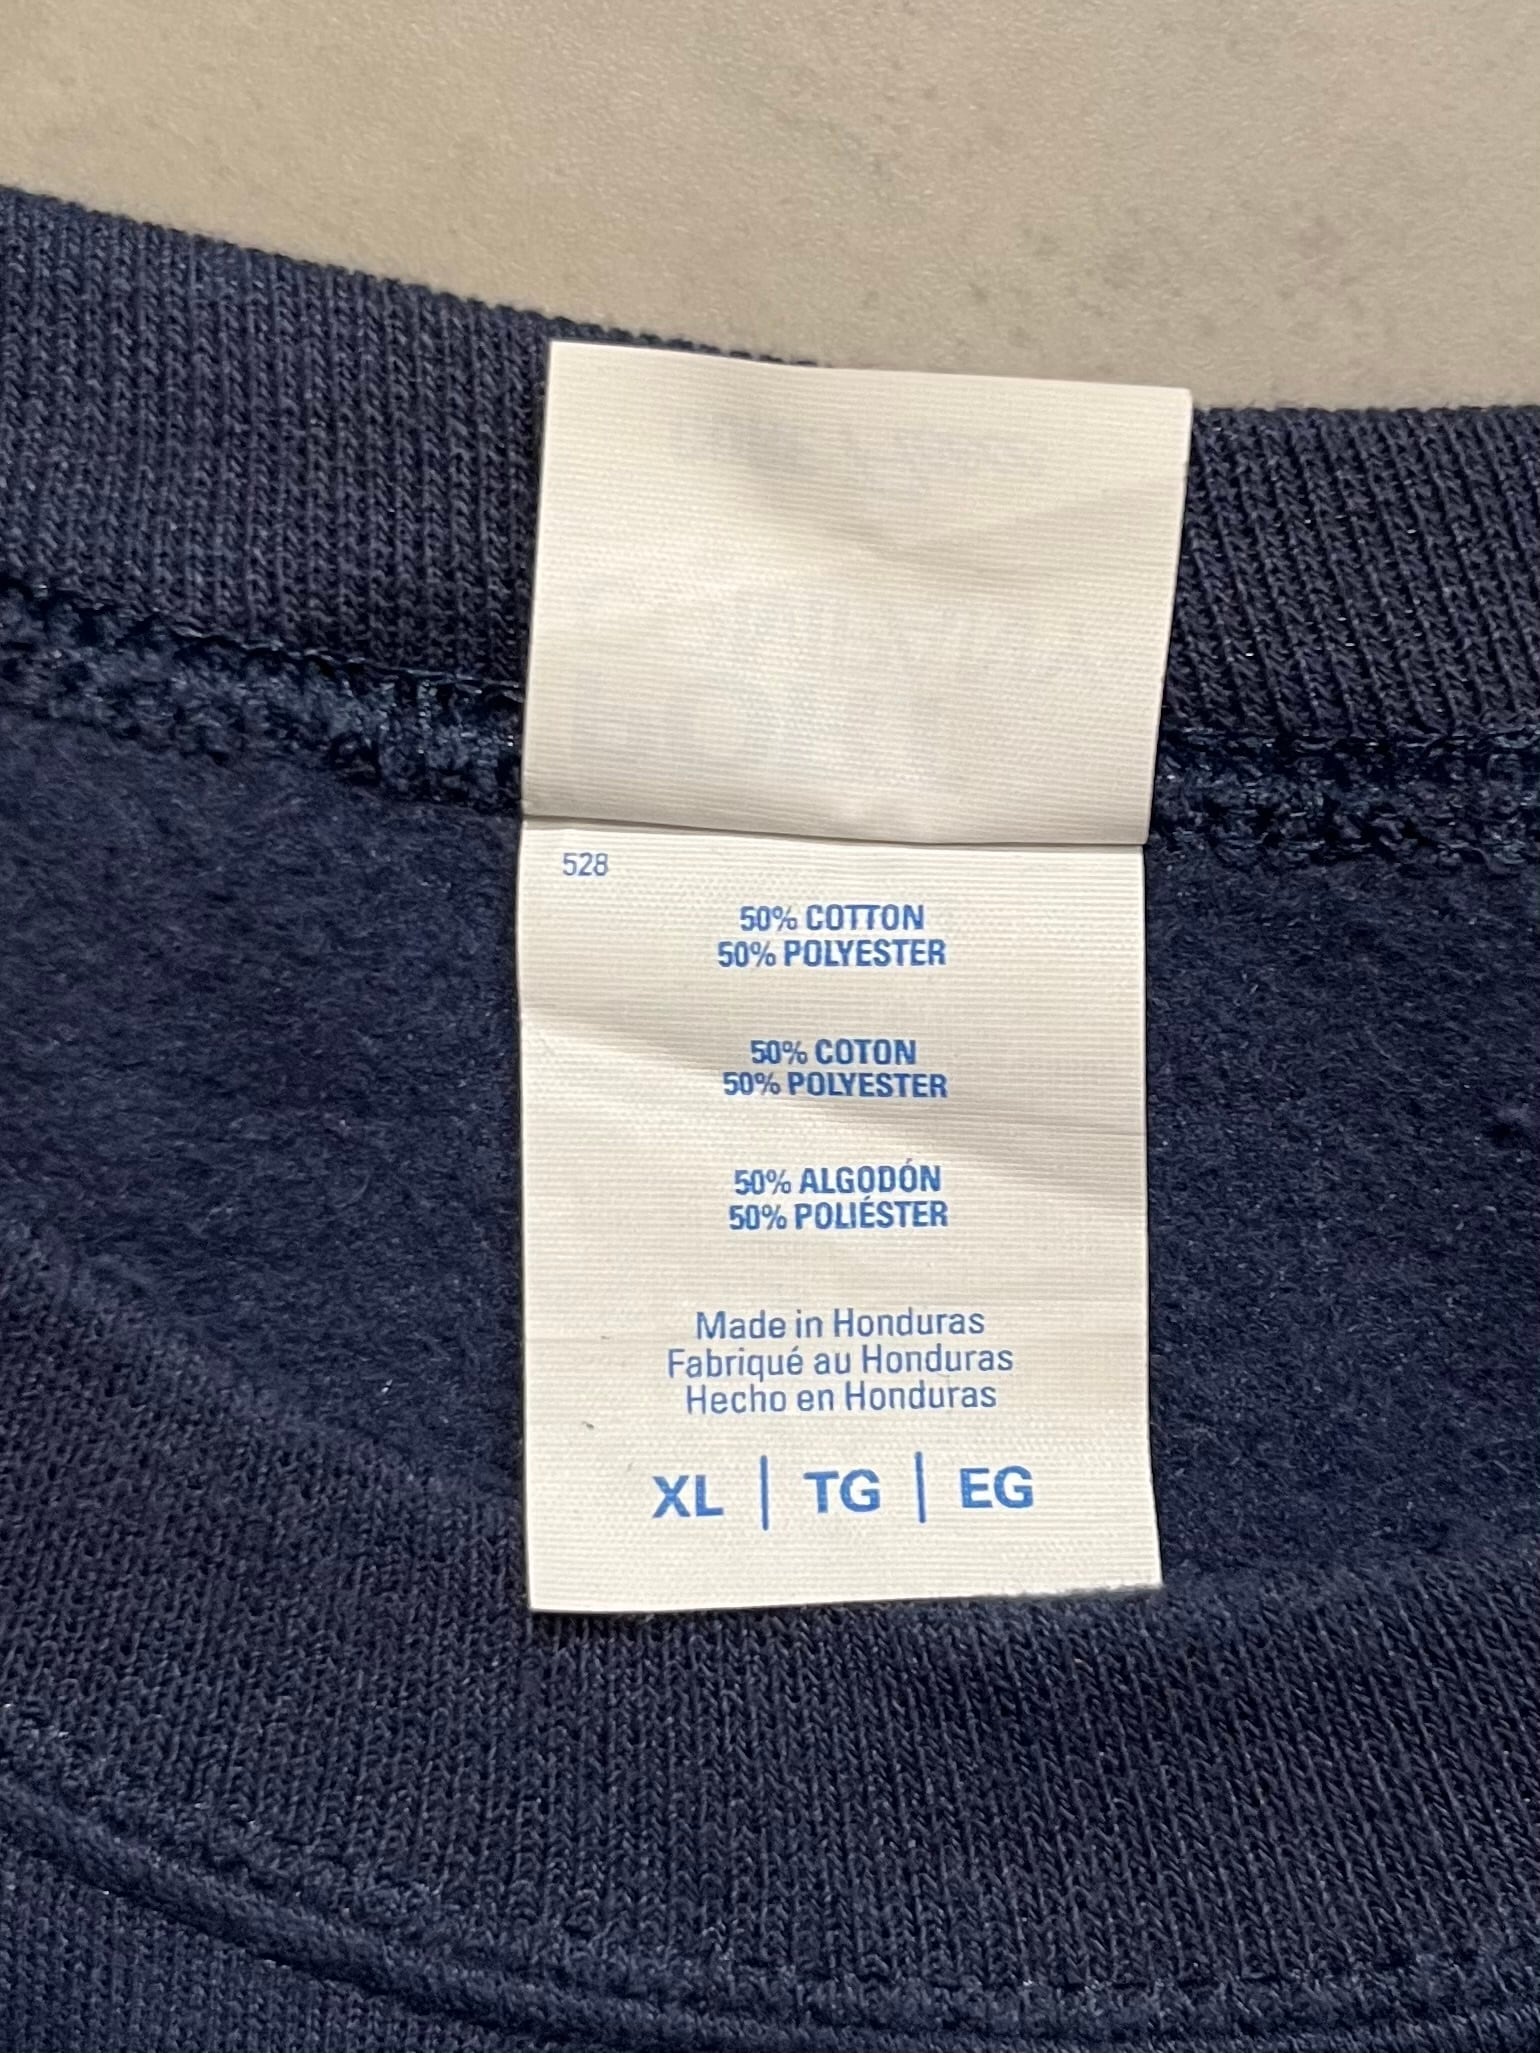 528
50% COTTON
50% POLYESTER
50% COTON
50% POLYESTER
50% ALGODÓN
50% POLIÉSTER
Made in Honduras
Fabriqué au Honduras
Hecho en Honduras
XL | TG | EG